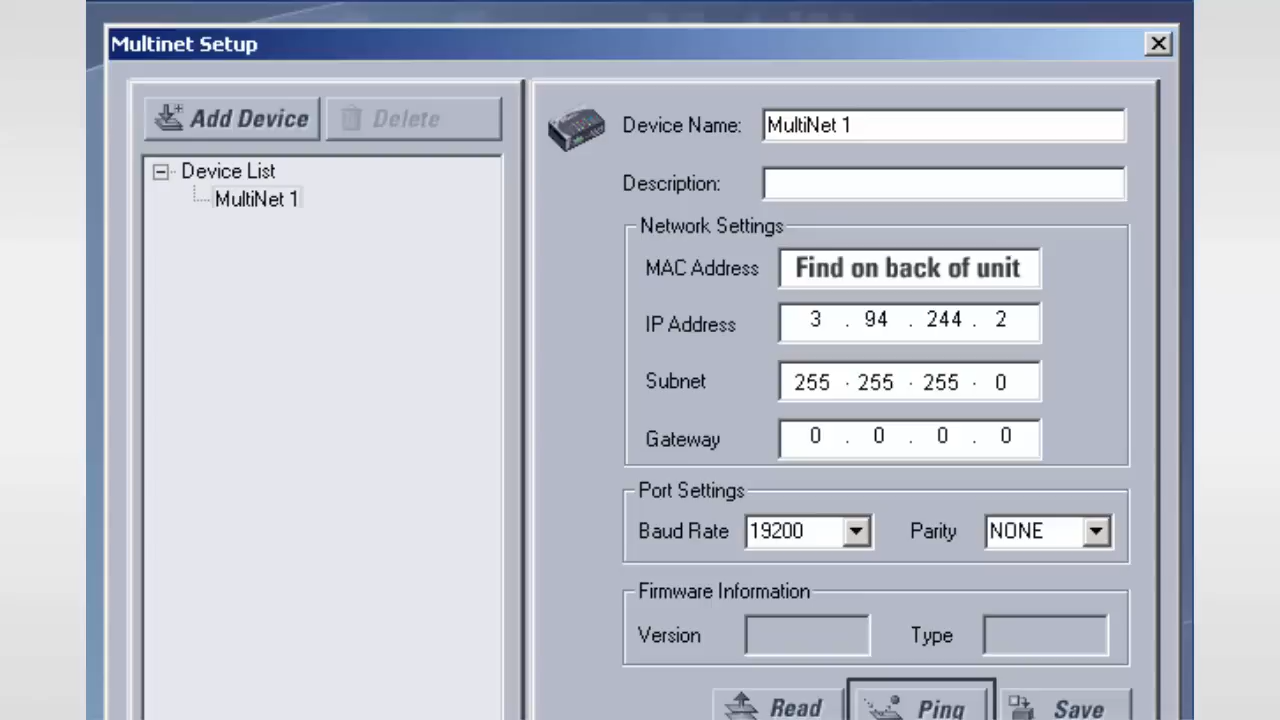 Multinet Setup
Add Device
Delete
Device List
MultiNet 1
Device Name: MultiNet 1
Description:
Network Settings
MAC Address Find on back of unit
IP Address 3 . 94 . 244 . 2
Subnet 255 . 255 . 255 . 0
Gateway 0 . 0 . 0 . 0
Port Settings
Baud Rate 19200 Parity NONE
Firmware Information
Version Type
Read Ping Save